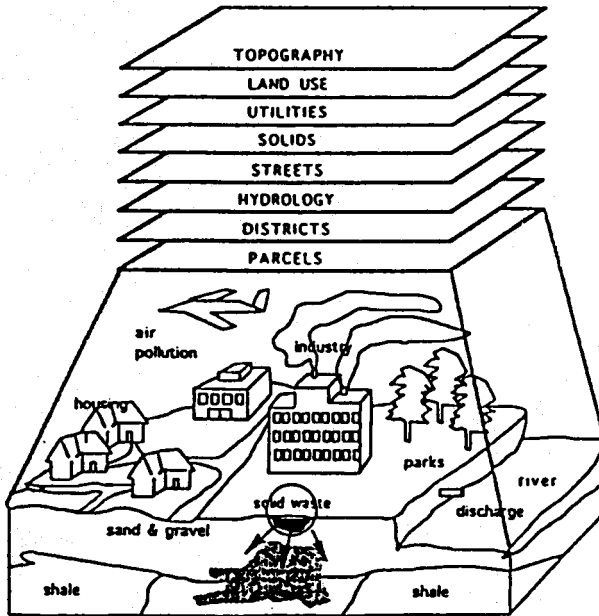 TOPOGRAPHY
LAND USE
UTILITIES
SOLIDS
STREETS
HYDROLOGY
DISTRICTS
PARCELS
air
pollution
industry
housing
parks
river
solid waste
discharge
sand & gravel
shale
shale